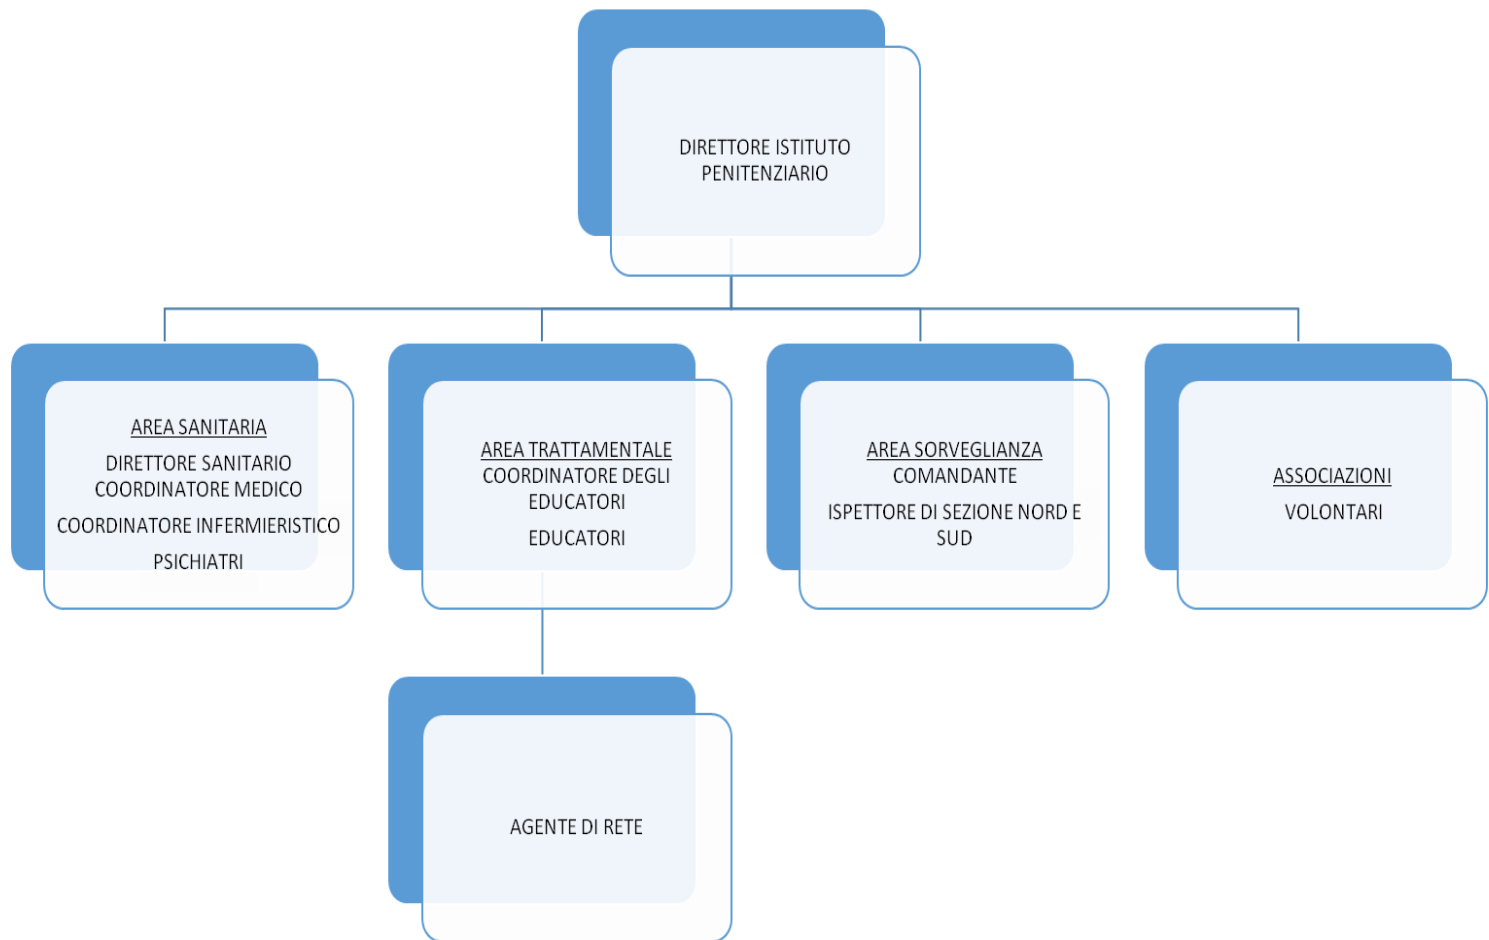 DIRETTORE ISTITUTO
PENITENZIARIO
AREA SANITARIA
DIRETTORE SANITARIO
COORDINATORE MEDICO
COORDINATORE INFERMIERISTICO
PSICHIATRI
AREA TRATTAMENTALE
COORDINATORE DEGLI
EDUCATORI
EDUCATORI
AREA SORVEGLIANZA
COMANDANTE
ISPETTORE DI SEZIONE NORD E
SUD
ASSOCIAZIONI
VOLONTARI
AGENTE DI RETE